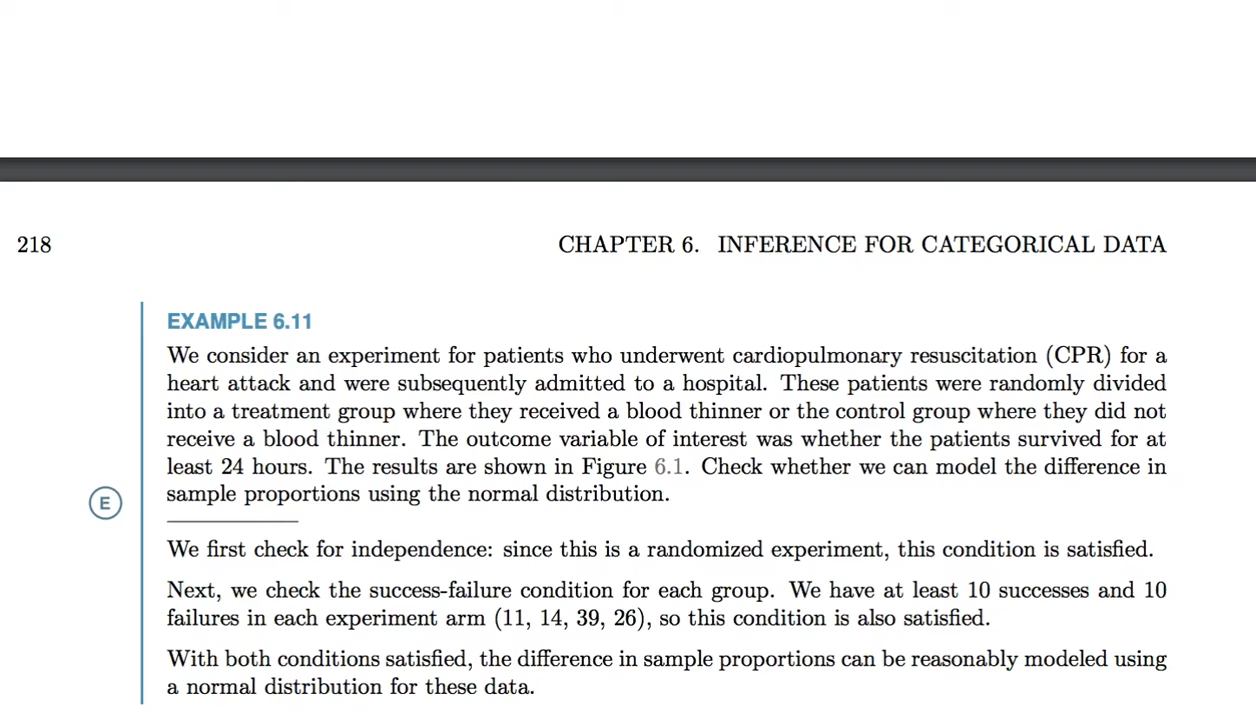 218
CHAPTER 6. INFERENCE FOR CATEGORICAL DATA
EXAMPLE 6.11
We consider an experiment for patients who underwent cardiopulmonary resuscitation (CPR) for a
heart attack and were subsequently admitted to a hospital. These patients were randomly divided
into a treatment group where they received a blood thinner or the control group where they did not
receive a blood thinner. The outcome variable of interest was whether the patients survived for at
least 24 hours. The results are shown in Figure 6.1. Check whether we can model the difference in
sample proportions using the normal distribution.
E
We first check for independence: since this is a randomized experiment, this condition is satisfied.
Next, we check the success-failure condition for each group. We have at least 10 successes and 10
failures in each experiment arm (11, 14, 39, 26), so this condition is also satisfied.
With both conditions satisfied, the difference in sample proportions can be reasonably modeled using
a normal distribution for these data.